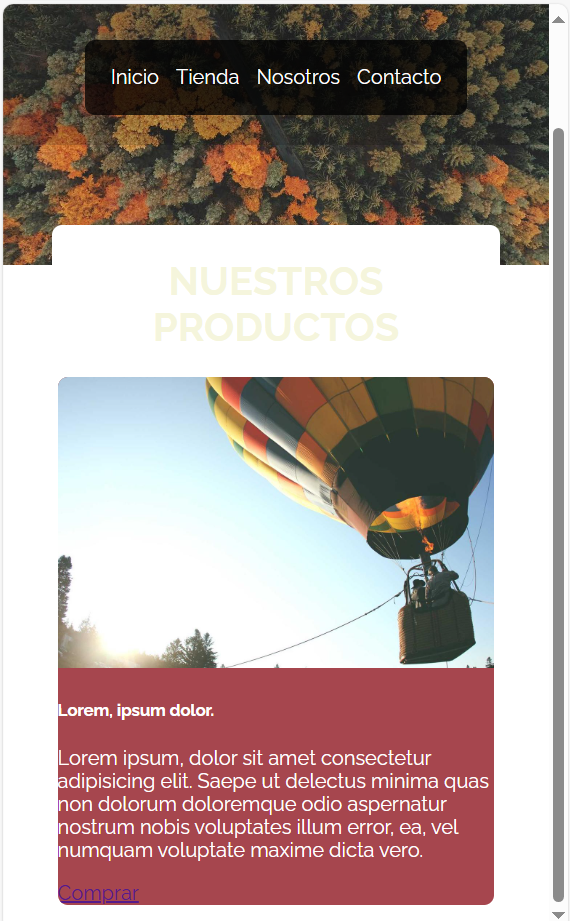 Inicio Tienda Nosotros Contacto
NUESTROS
PRODUCTOS
Lorem, ipsum dolor.
Lorem ipsum, dolor sit amet consectetur
adipisicing elit. Saepe ut delectus minima quas
non dolorum doloremque odio aspernatur
nostrum nobis voluptates illum error, ea, vel
numquam voluptate maxime dicta vero.
Comprar